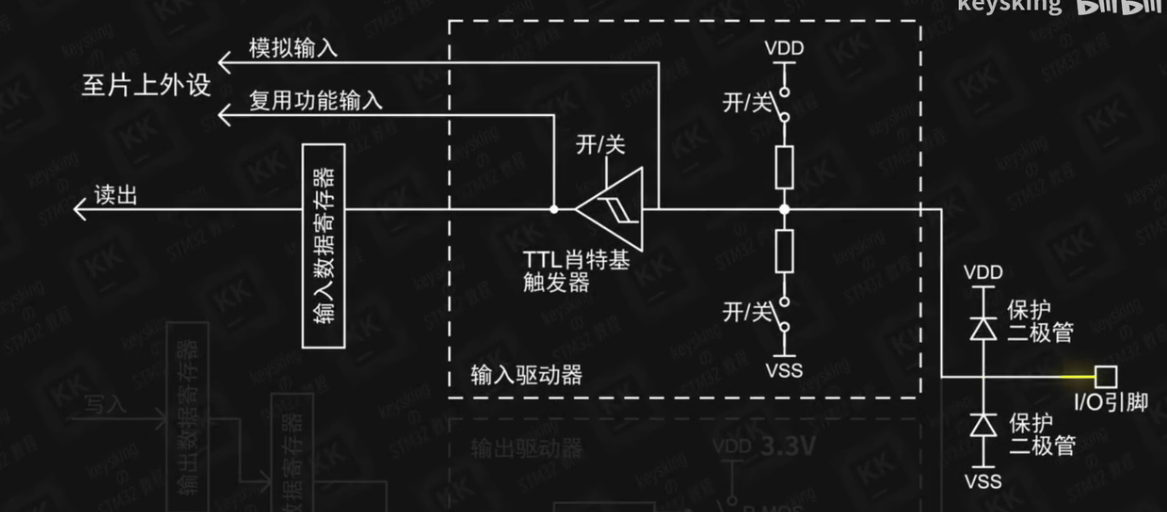 keysking
模拟输入
VDD
至片上外设
复用功能输入
开/关
开/关
读出
输入数据寄存器
TTL肖特基
触发器
VDD
保护
二极管
开/关
VSS
输入驱动器
I/O引脚
写入
输出数据寄存器
保护
二极管
输出驱动器
VDD 3.3V
VSS
据寄存器